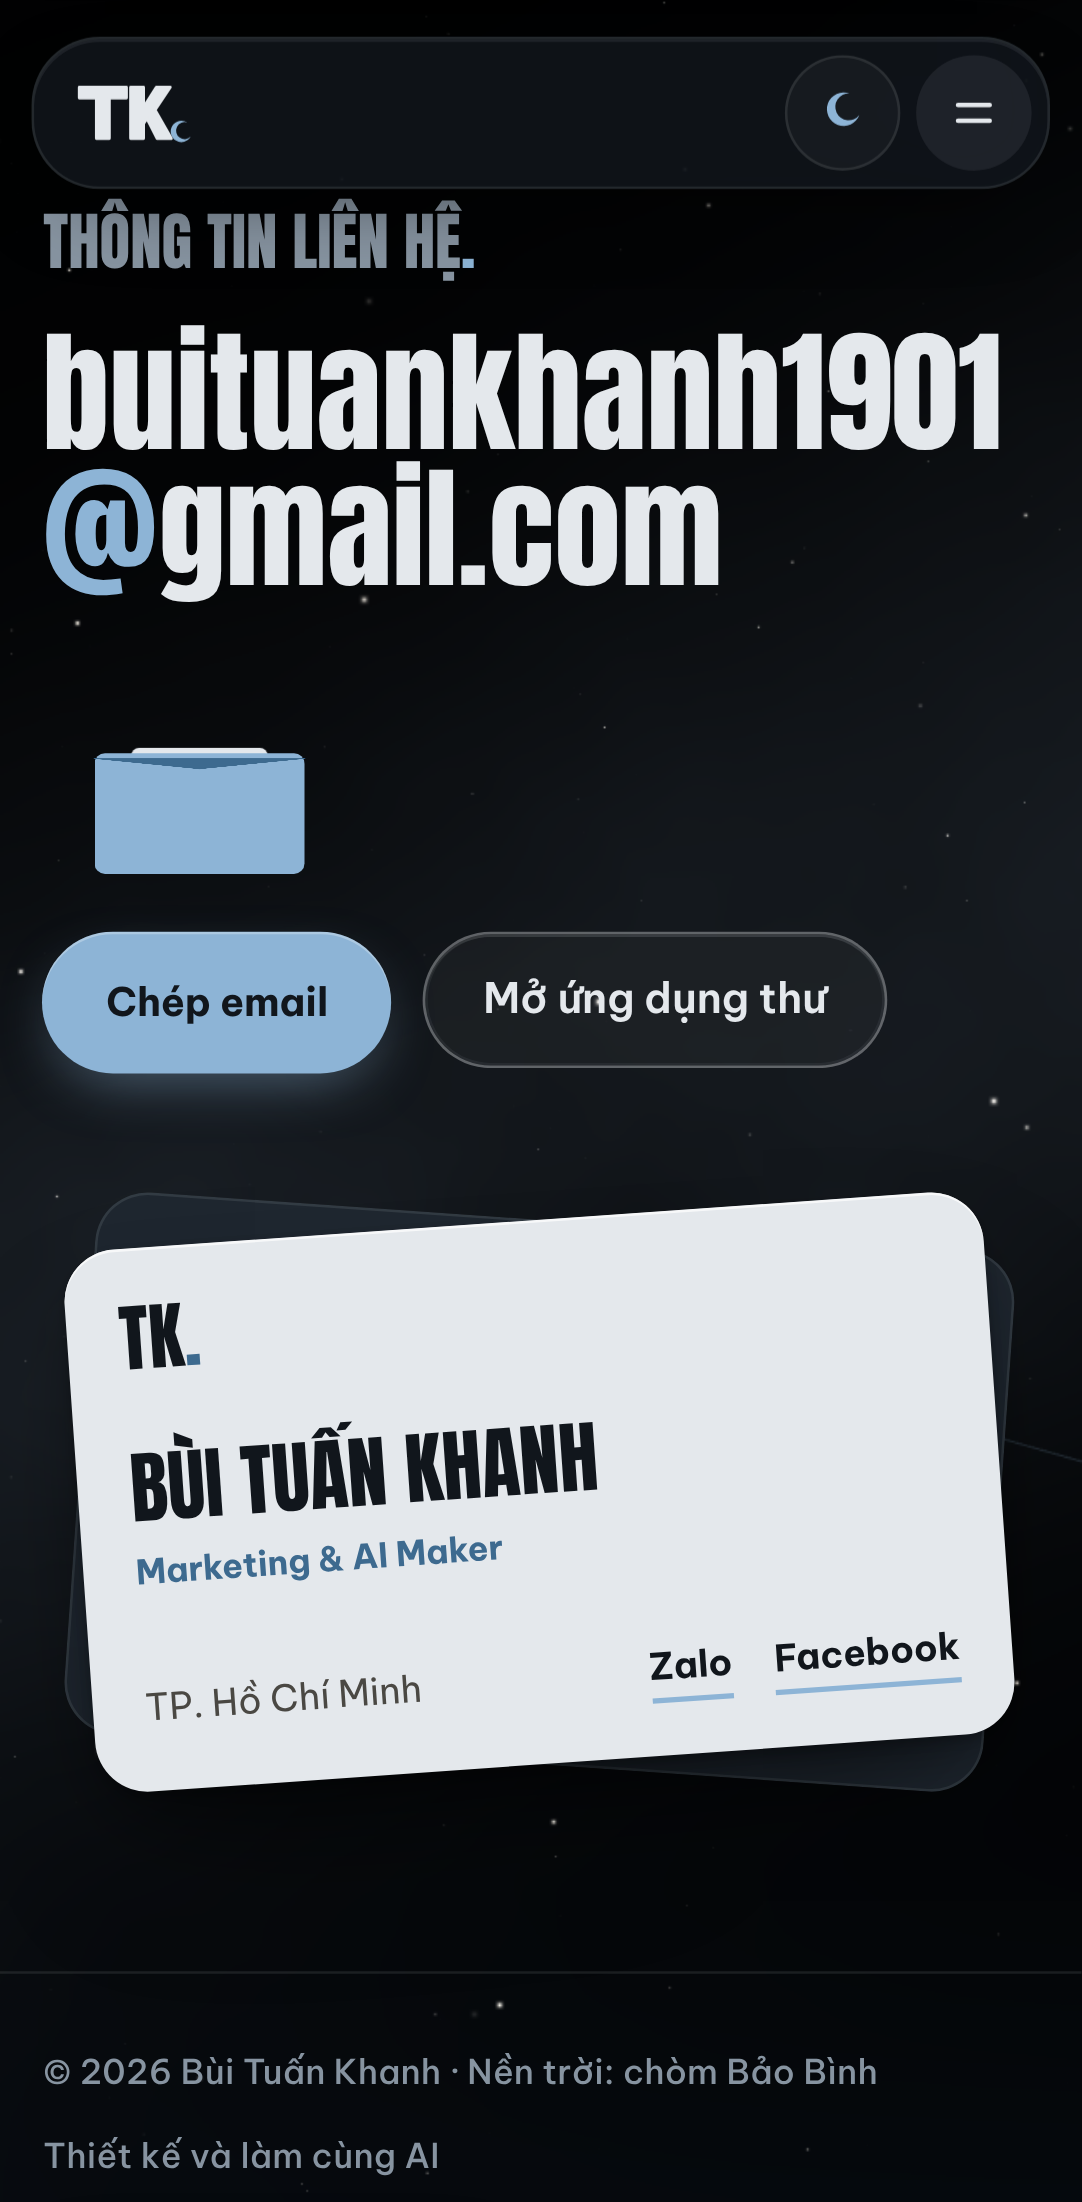 TK
THÔNG TIN LIÊN HỆ.
buituankhanh1901
@gmail.com
Chép email
Mở ứng dụng thư
TK.
BÙI TUẤN KHANH
Marketing & AI Maker
TP. Hồ Chí Minh
Zalo
Facebook
© 2026 Bùi Tuấn Khanh · Nền trời: chòm Bảo Bình
Thiết kế và làm cùng AI